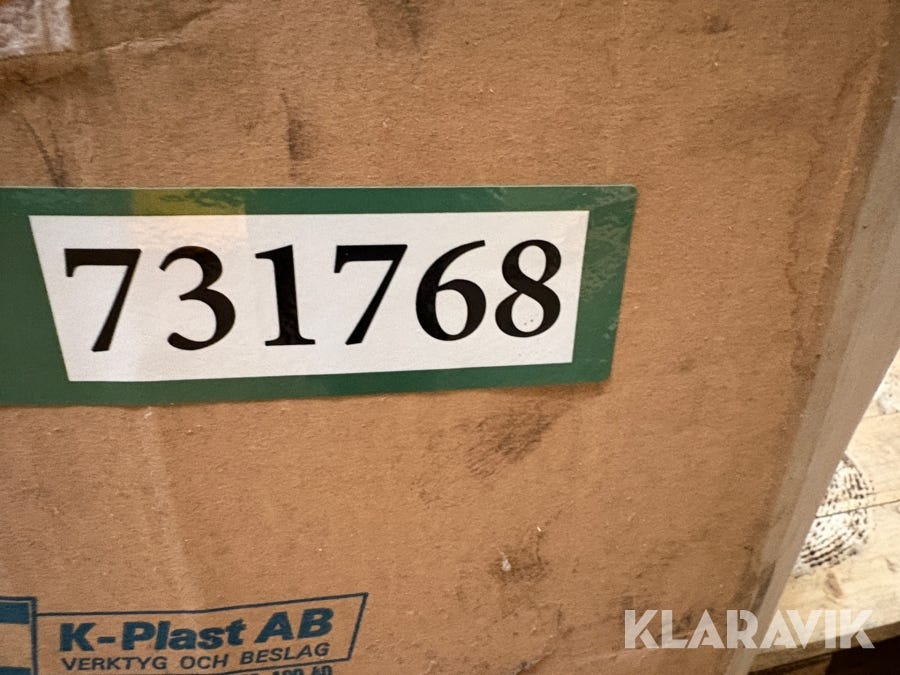 731768
K-Plast AB
VERKTYG OCH BESLAG
KLARAVIK